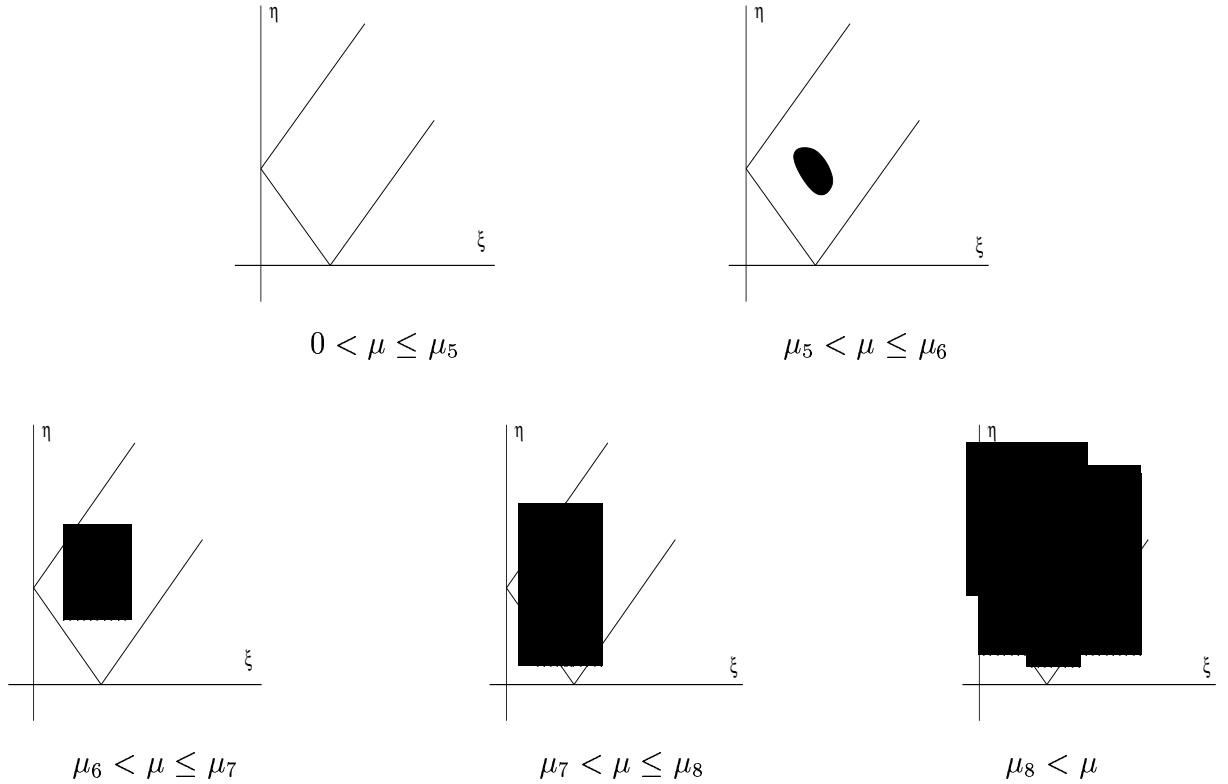 η
η
ξ
ξ
0 < μ ≤ μ₅
μ₅ < μ ≤ μ₆
η
η
η
ξ
ξ
ξ
μ₆ < μ ≤ μ₇
μ₇ < μ ≤ μ₈
μ₈ < μ